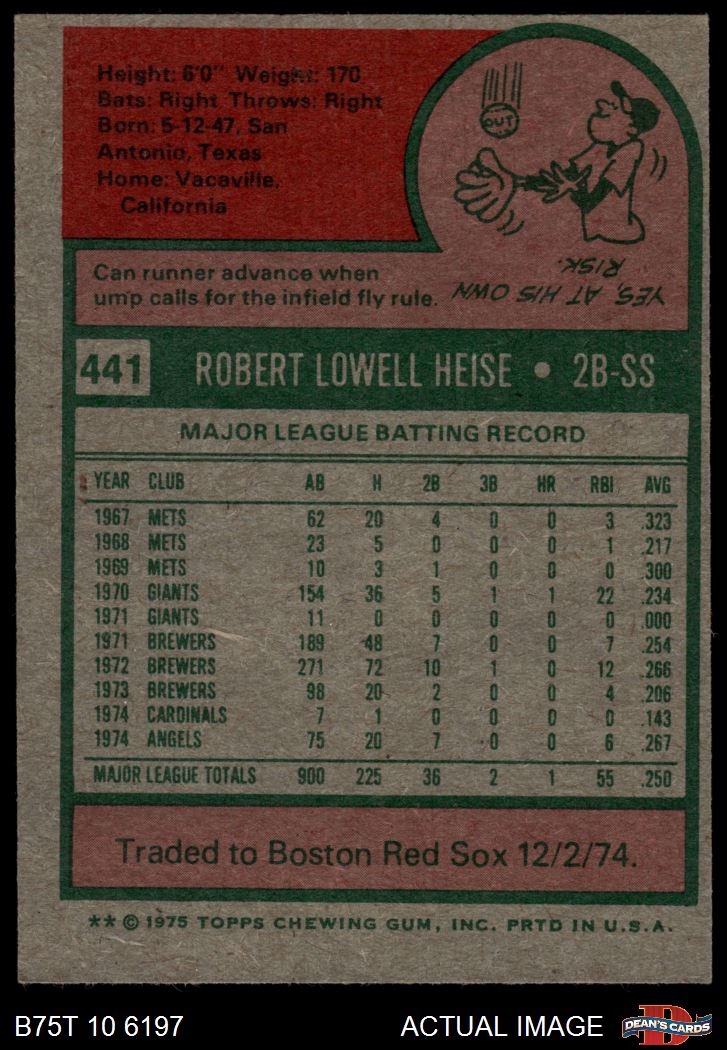 Height: 6'0" Weight: 170
Bats: Right Throws: Right
Born: 5-12-47, San
Antonio, Texas
Home: Vacaville,
California
OUT
Can runner advance when
ump calls for the infield fly rule.
YES, AT HIS OWN
RISK.
441 ROBERT LOWELL HEISE • 2B-SS
MAJOR LEAGUE BATTING RECORD
YEAR CLUB AB H 2B 3B HR RBI AVG
1967 METS 62 20 4 0 0 3 .323
1968 METS 23 5 0 0 0 1 .217
1969 METS 10 3 1 0 0 0 .300
1970 GIANTS 154 36 5 1 1 22 .234
1971 GIANTS 11 0 0 0 0 0 .000
1971 BREWERS 189 48 7 0 0 7 .254
1972 BREWERS 271 72 10 1 0 12 .266
1973 BREWERS 98 20 2 0 0 4 .206
1974 CARDINALS 7 1 0 0 0 0 .143
1974 ANGELS 75 20 7 0 0 6 .267
MAJOR LEAGUE TOTALS 900 225 36 2 1 55 .250
Traded to Boston Red Sox 12/2/74.
** © 1975 TOPPS CHEWING GUM, INC. PRTD IN U.S.A.
B75T 10 6197 ACTUAL IMAGE D DEAN'S CARDS